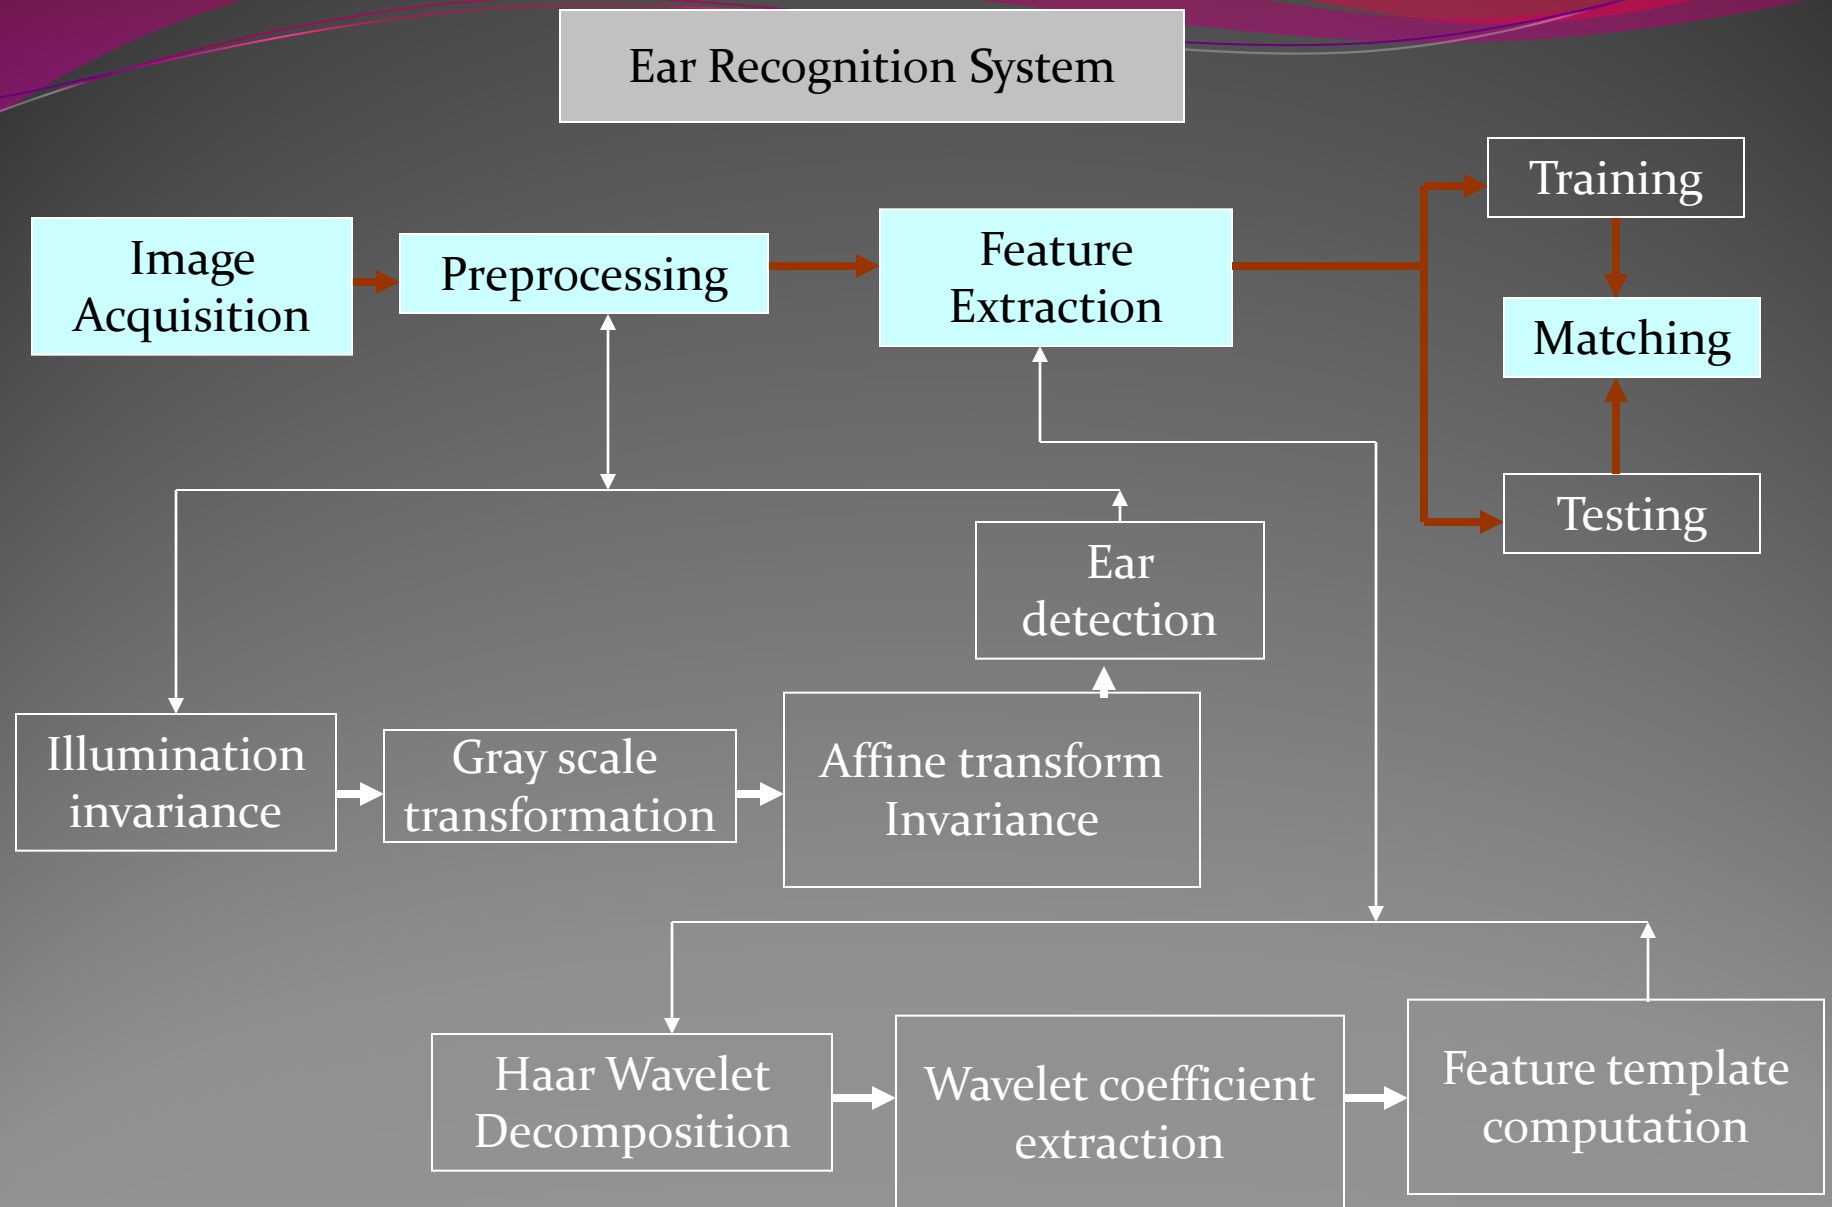 Ear Recognition System
Training
Image
Acquisition
Preprocessing
Feature
Extraction
Matching
Testing
Ear
detection
Illumination
invariance
Gray scale
transformation
Affine transform
Invariance
Haar Wavelet
Decomposition
Wavelet coefficient
extraction
Feature template
computation